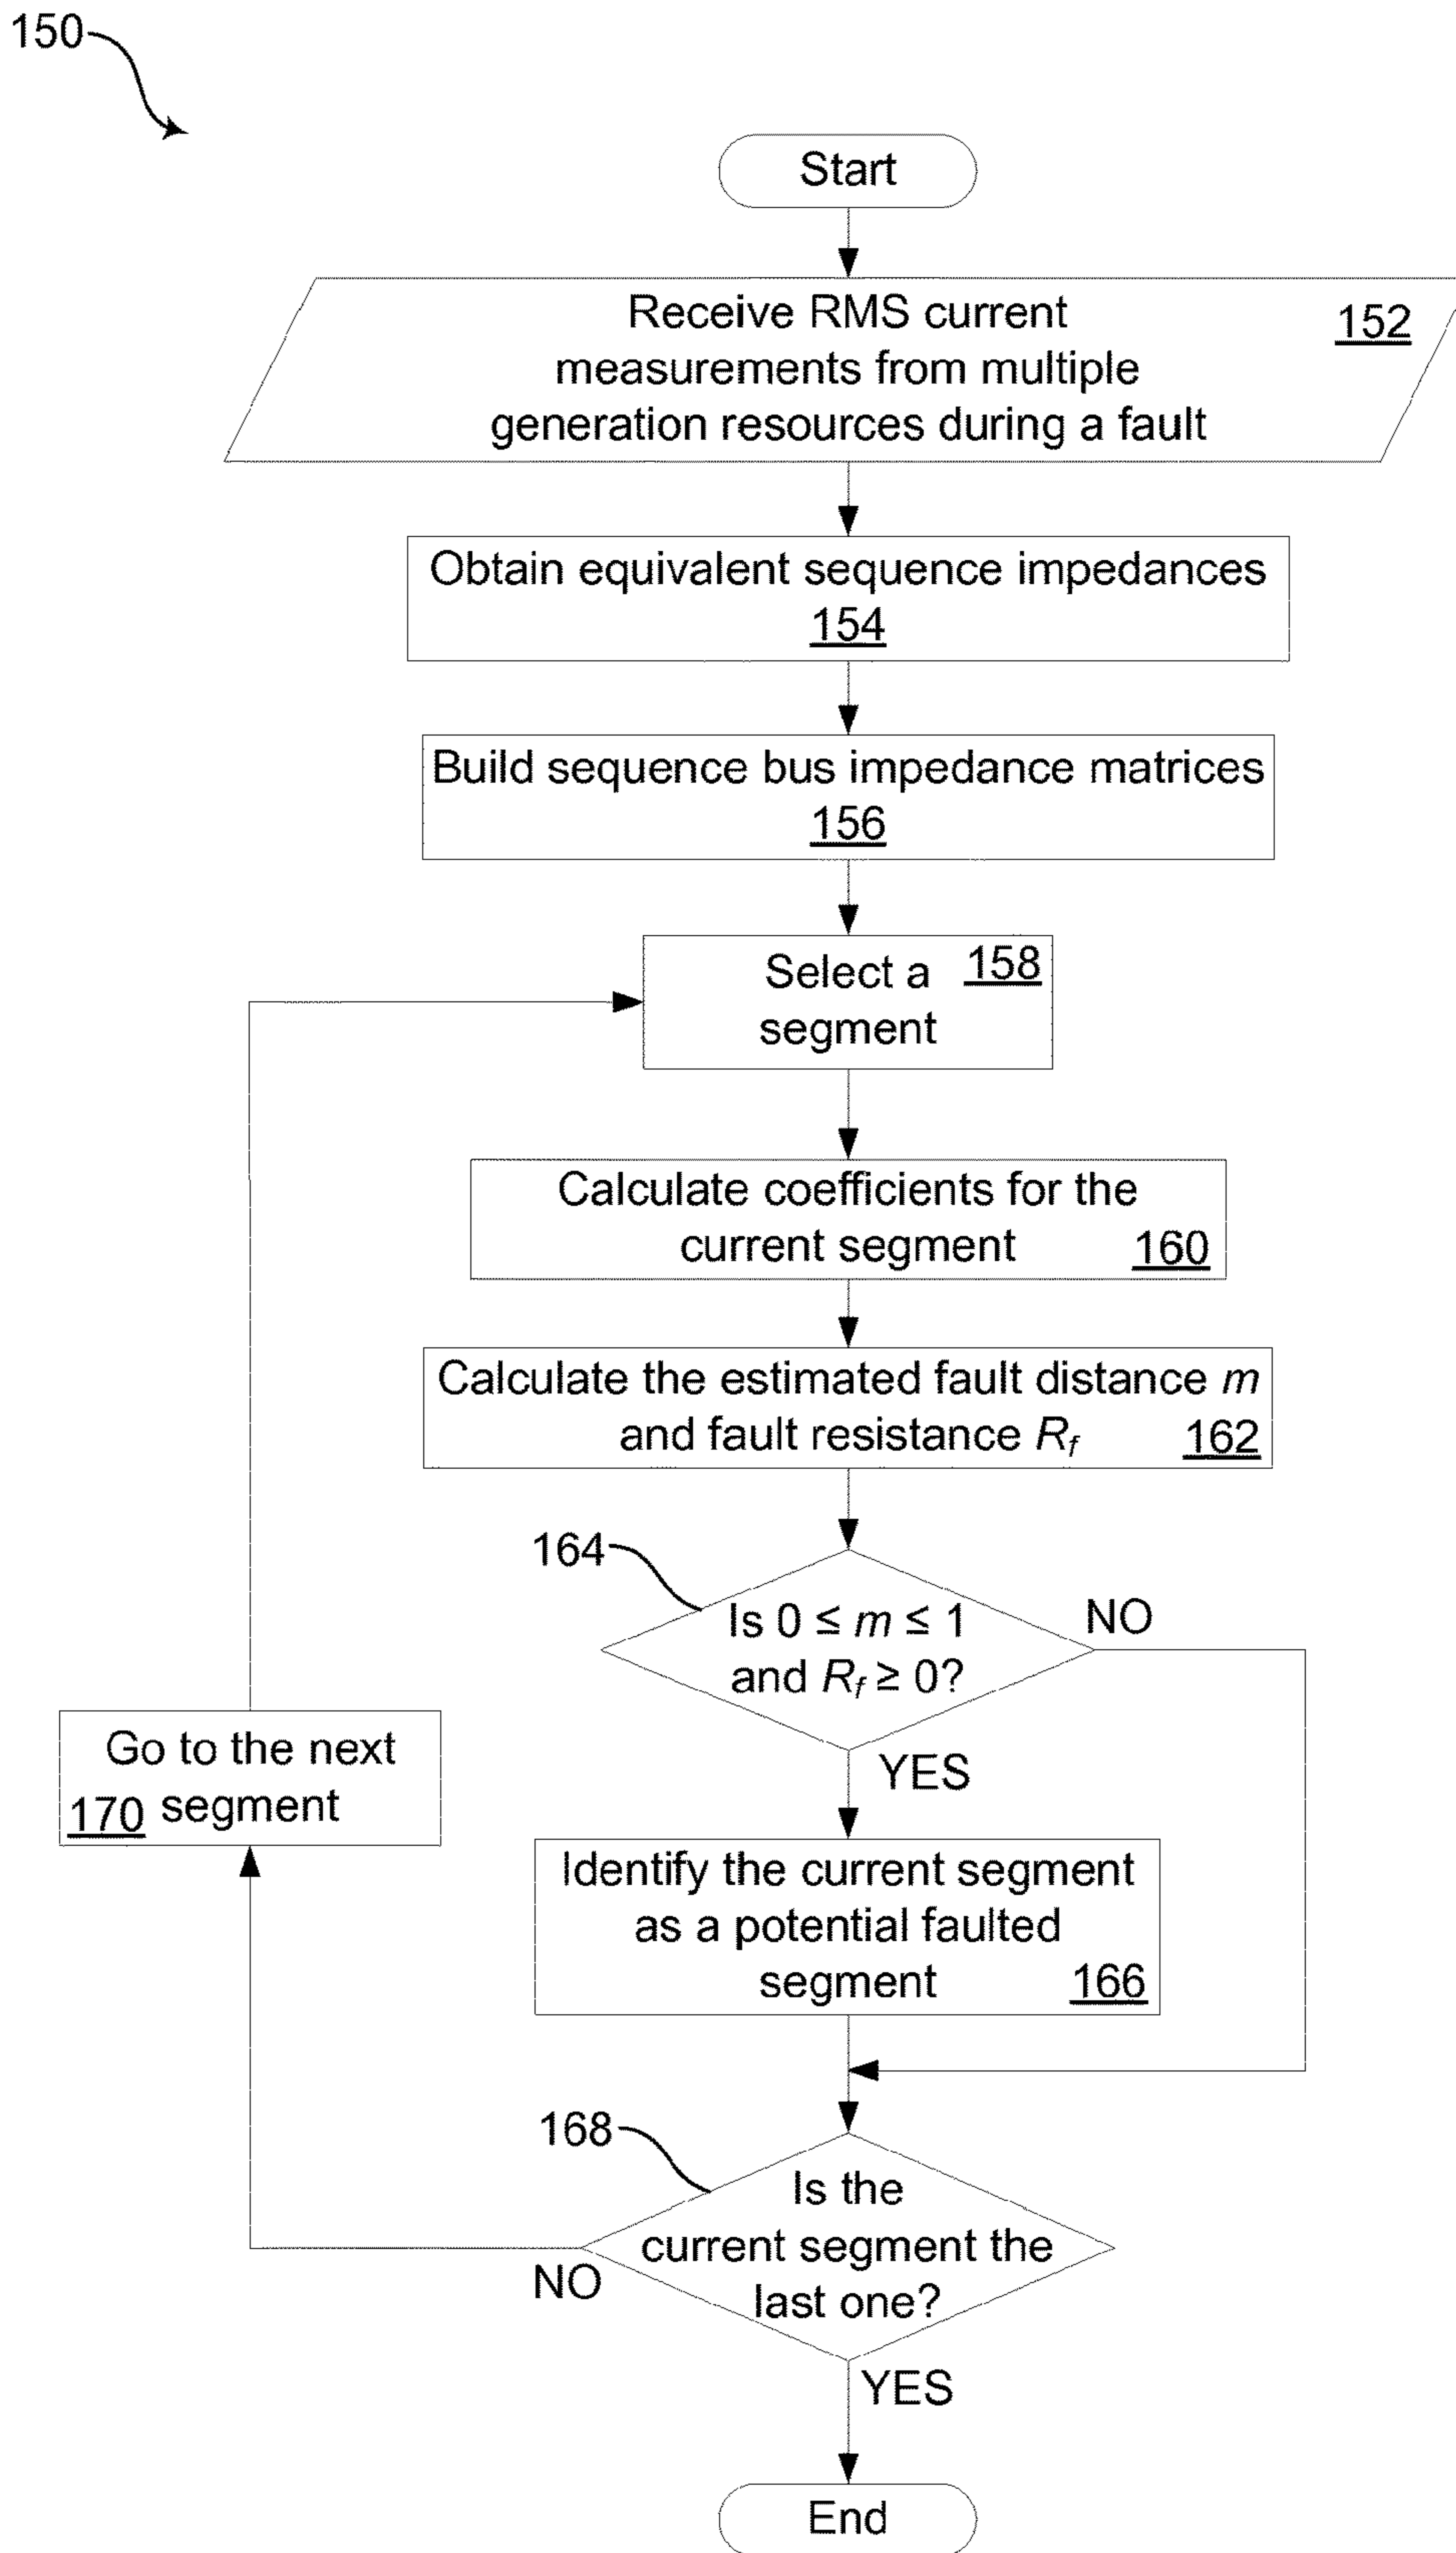 150
Start
Receive RMS current
152
measurements from multiple
generation resources during a fault
Obtain equivalent sequence impedances
154
Build sequence bus impedance matrices
156
Select a
158
segment
Calculate coefficients for the
current segment
160
Calculate the estimated fault distance m
and fault resistance Rf
162
164
Is 0 ≤ m ≤ 1
and Rf ≥ 0?
NO
YES
Go to the next
170 segment
Identify the current segment
as a potential faulted
segment
166
168
Is the
current segment the
last one?
NO
YES
End